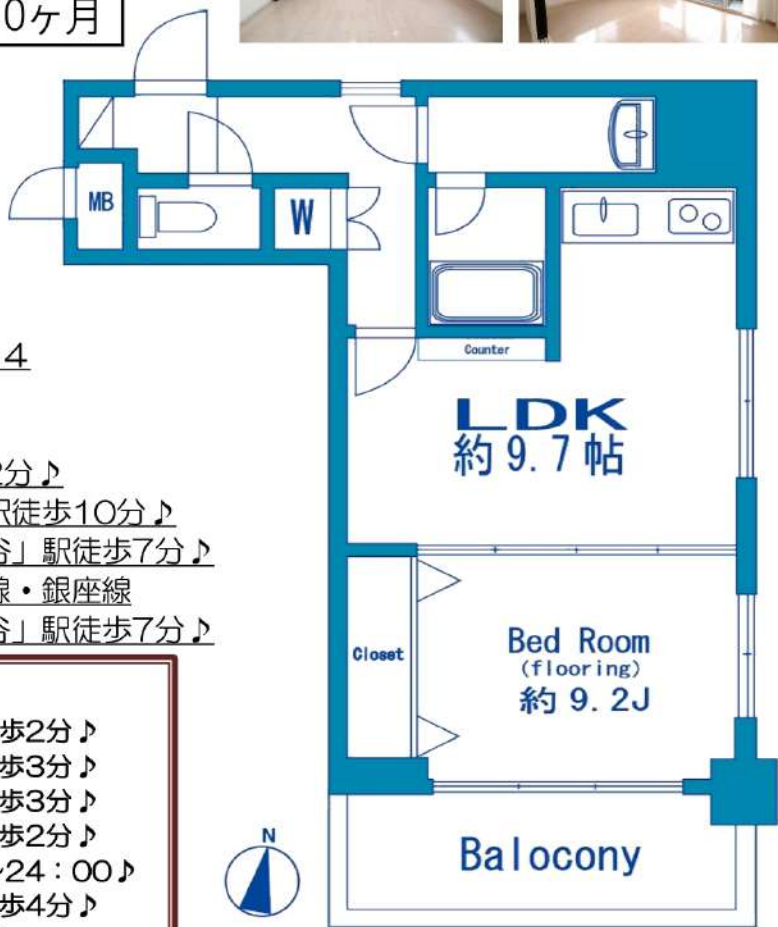 0ヶ月
MB
W
Counter
4
LDK
約9.7帖
2分♪
駅徒歩10分♪
谷」駅徒歩7分♪
線・銀座線
谷」駅徒歩7分♪
Closet
Bed Room
(flooring)
約9.2J
歩2分♪
歩3分♪
歩3分♪
歩2分♪
~24:00♪
歩4分♪
N
Balocony